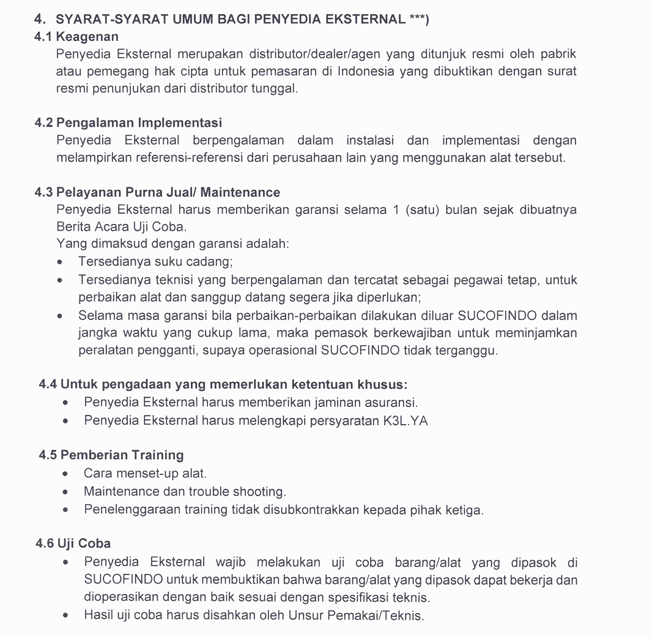 4. SYARAT-SYARAT UMUM BAGI PENYEDIA EKSTERNAL ***)
4.1 Keagenan
Penyedia Eksternal merupakan distributor/dealer/agen yang ditunjuk resmi oleh pabrik
atau pemegang hak cipta untuk pemasaran di Indonesia yang dibuktikan dengan surat
resmi penunjukan dari distributor tunggal.
4.2 Pengalaman Implementasi
Penyedia Eksternal berpengalaman dalam instalasi dan implementasi dengan
melampirkan referensi-referensi dari perusahaan lain yang menggunakan alat tersebut.
4.3 Pelayanan Purna Jual/ Maintenance
Penyedia Eksternal harus memberikan garansi selama 1 (satu) bulan sejak dibuatnya
Berita Acara Uji Coba.
Yang dimaksud dengan garansi adalah:
• Tersedianya suku cadang;
• Tersedianya teknisi yang berpengalaman dan tercatat sebagai pegawai tetap, untuk
perbaikan alat dan sanggup datang segera jika diperlukan;
• Selama masa garansi bila perbaikan-perbaikan dilakukan diluar SUCOFINDO dalam
jangka waktu yang cukup lama, maka pemasok berkewajiban untuk meminjamkan
peralatan pengganti, supaya operasional SUCOFINDO tidak terganggu.
4.4 Untuk pengadaan yang memerlukan ketentuan khusus:
• Penyedia Eksternal harus memberikan jaminan asuransi.
• Penyedia Eksternal harus melengkapi persyaratan K3L.YA
4.5 Pemberian Training
• Cara menset-up alat.
• Maintenance dan trouble shooting.
• Penelenggaraan training tidak disubkontrakkan kepada pihak ketiga.
4.6 Uji Coba
• Penyedia Eksternal wajib melakukan uji coba barang/alat yang dipasok di
SUCOFINDO untuk membuktikan bahwa barang/alat yang dipasok dapat bekerja dan
dioperasikan dengan baik sesuai dengan spesifikasi teknis.
• Hasil uji coba harus disahkan oleh Unsur Pemakai/Teknis.